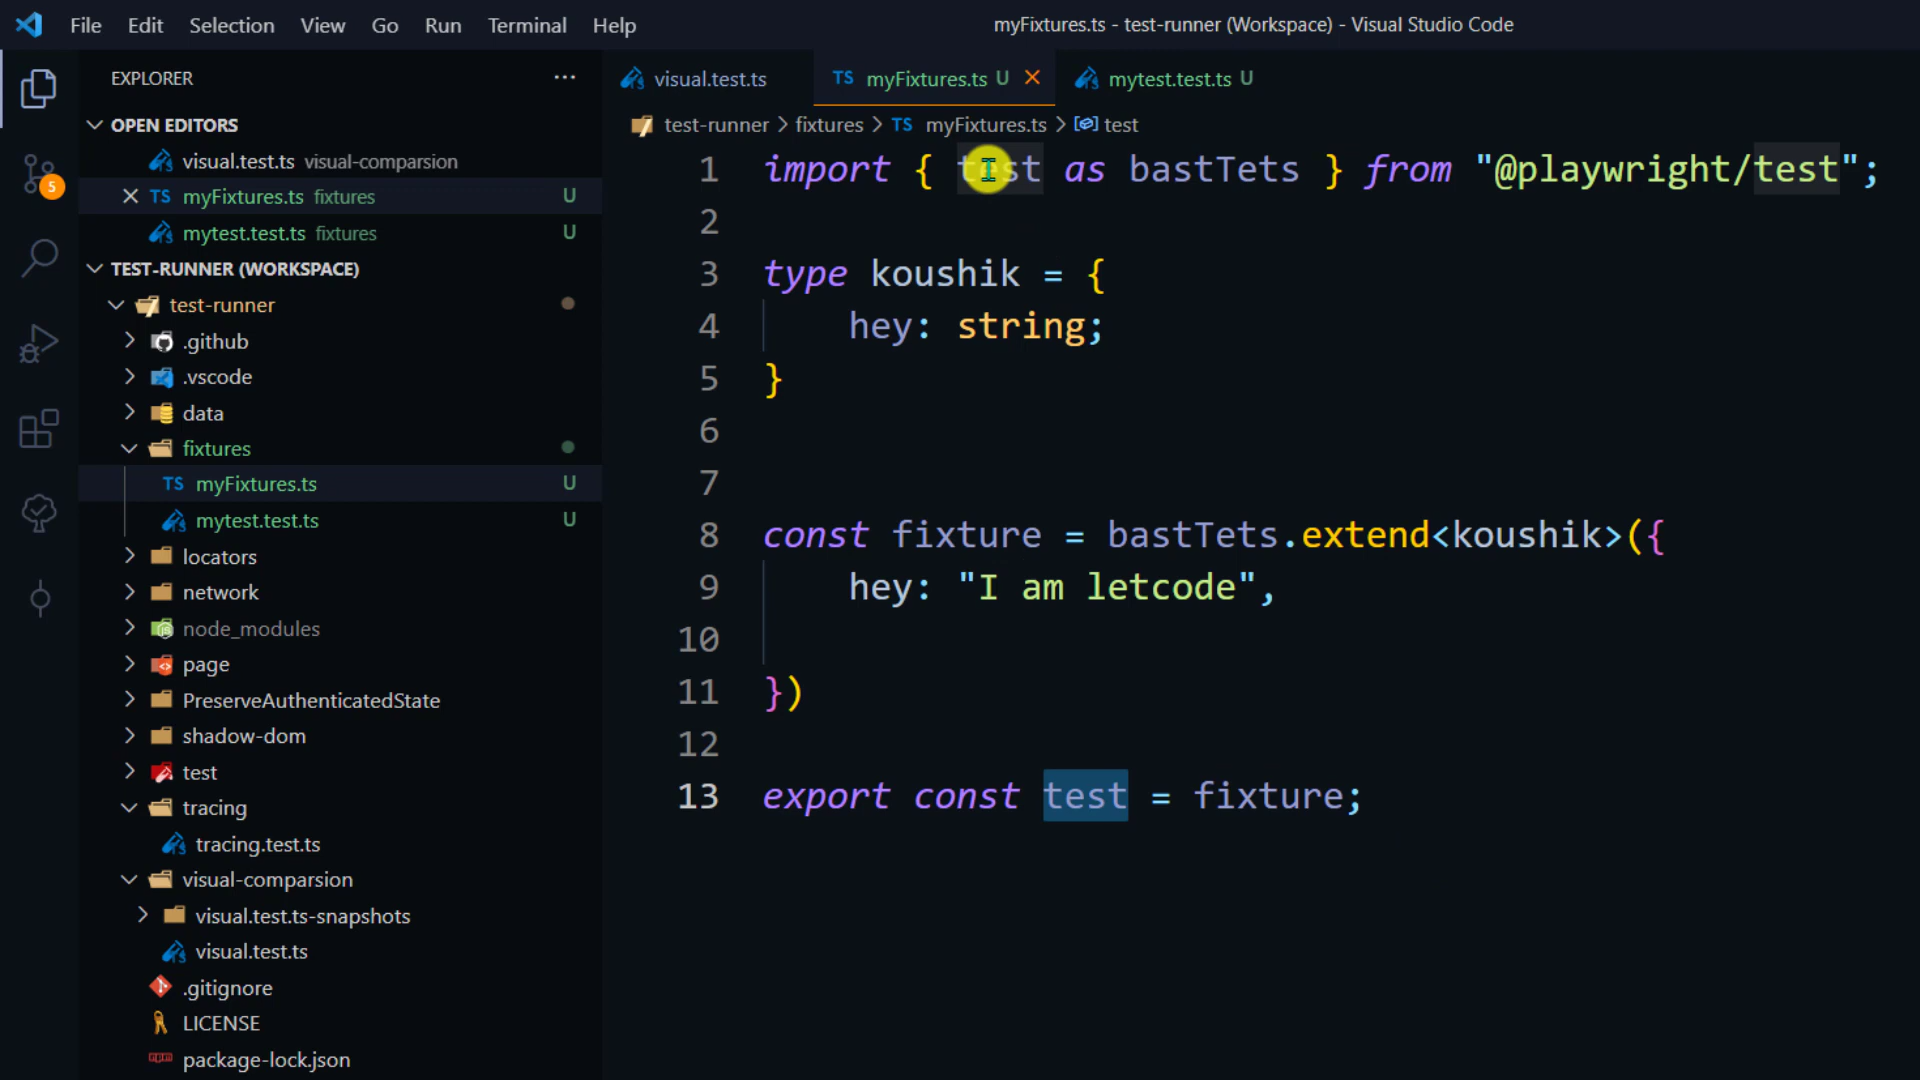 File Edit Selection View Go Run Terminal Help
myFixtures.ts - test-runner (Workspace) - Visual Studio Code
EXPLORER ···
OPEN EDITORS
visual.test.ts visual-comparsion
TS myFixtures.ts fixtures U
mytest.test.ts fixtures U
TEST-RUNNER (WORKSPACE)
test-runner
.github
.vscode
data
fixtures
TS myFixtures.ts U
mytest.test.ts U
locators
network
node_modules
page
PreserveAuthenticatedState
shadow-dom
test
tracing
tracing.test.ts
visual-comparsion
visual.test.ts-snapshots
visual.test.ts
.gitignore
LICENSE
package-lock.json
5
visual.test.ts
TS myFixtures.ts U
mytest.test.ts U
test-runner > fixtures > TS myFixtures.ts > test
1 import { test as bastTets } from "@playwright/test";
2
3 type koushik = {
4 hey: string;
5 }
6
7
8 const fixture = bastTets.extend<koushik>({
9 hey: "I am letcode",
10
11 })
12
13 export const test = fixture;